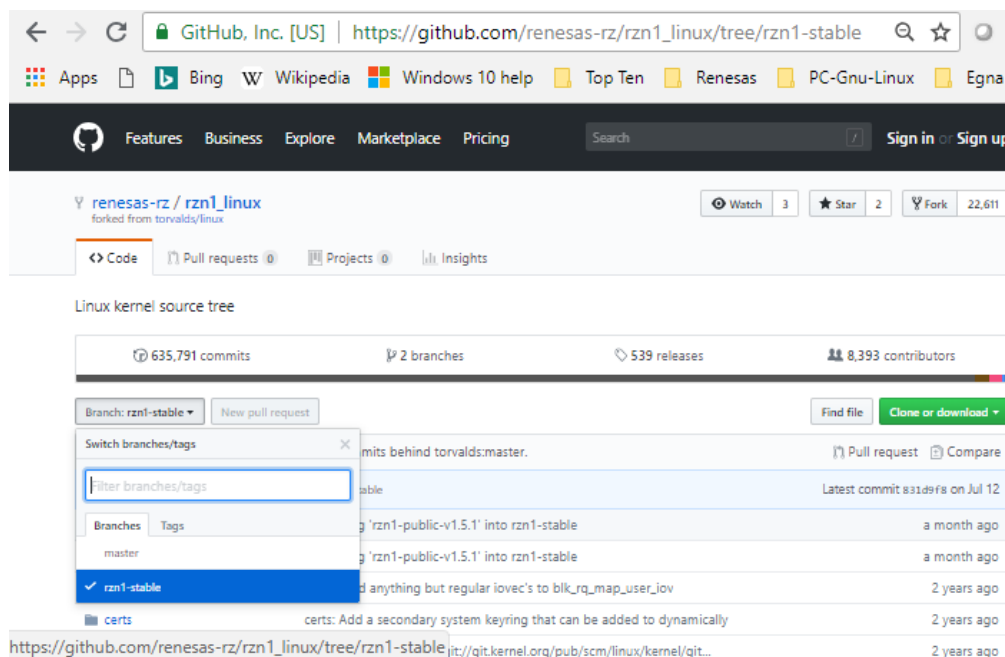 GitHub, Inc. [US] | https://github.com/renesas-rz/rzn1_linux/tree/rzn1-stable
Apps Bing W Wikipedia Windows 10 help Top Ten Renesas PC-Gnu-Linux Egna
Features Business Explore Marketplace Pricing Search / Sign in or Sign up
renesas-rz / rzn1_linux Watch 3 Star 2 Fork 22,611
forked from torvalds/linux
<> Code Pull requests 0 Projects 0 Insights
Linux kernel source tree
635,791 commits 2 branches 539 releases 8,393 contributors
Branch: rzn1-stable New pull request Find file Clone or download
Switch branches/tags × mits behind torvalds:master. Pull request Compare
Filter branches/tags able Latest commit 831d9f8 on Jul 12
Branches Tags g 'rzn1-public-v1.5.1' into rzn1-stable a month ago
master g 'rzn1-public-v1.5.1' into rzn1-stable a month ago
rzn1-stable d anything but regular iovec's to blk_rq_map_user_iov 2 years ago
certs certs: Add a secondary system keyring that can be added to dynamically 2 years ago
https://github.com/renesas-rz/rzn1_linux/tree/rzn1-stable jit://git.kernel.org/pub/scm/linux/kernel/git... 2 years ago